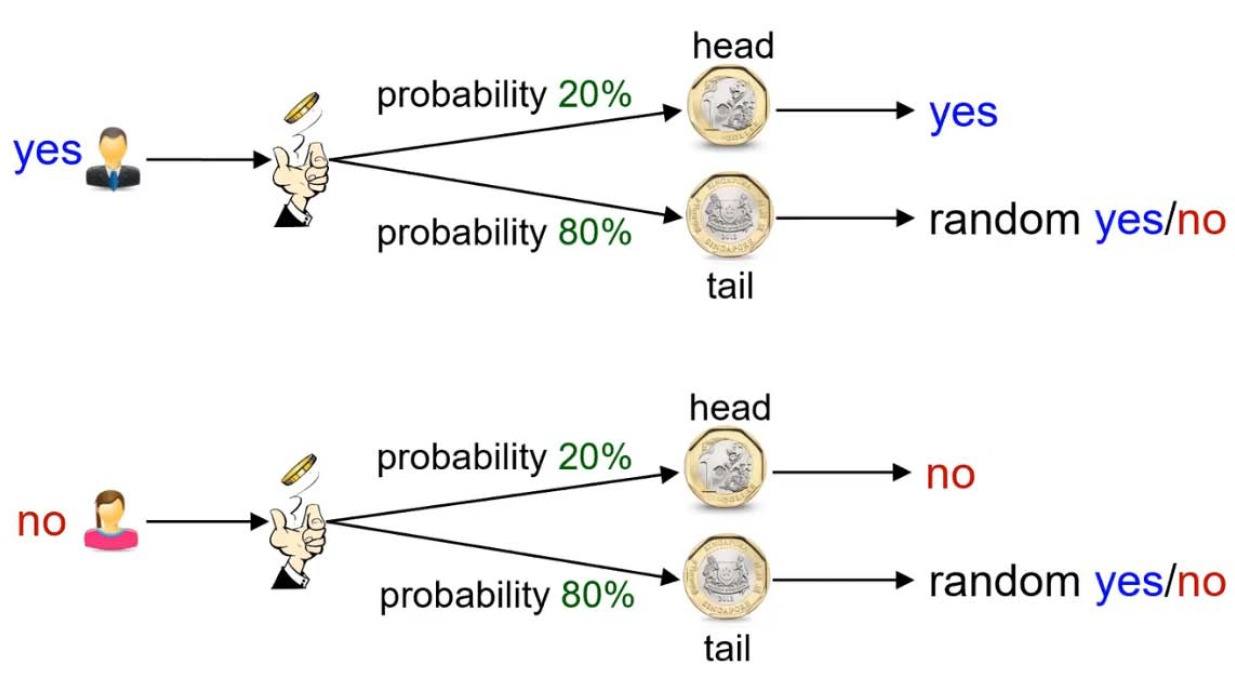 head
probability 20%
yes
yes
probability 80%
random yes/no
tail
head
probability 20%
no
no
probability 80%
random yes/no
tail